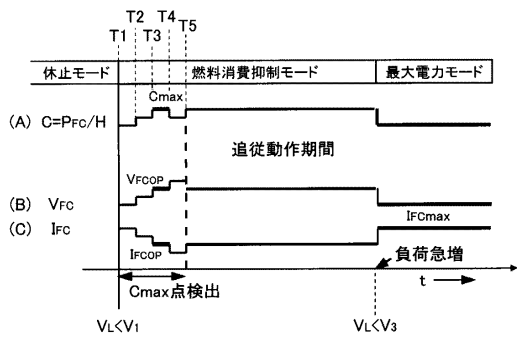 T1 T2 T3 T4 T5
休止モード 燃料消費抑制モード 最大電力モード
Cmax
(A) C=PFC/H
追従動作期間
VFCOP
(B) VFC
IFCmax
(C) IFC
IFCOP
負荷急増
t
Cmax点検出
VL<V1 VL<V3